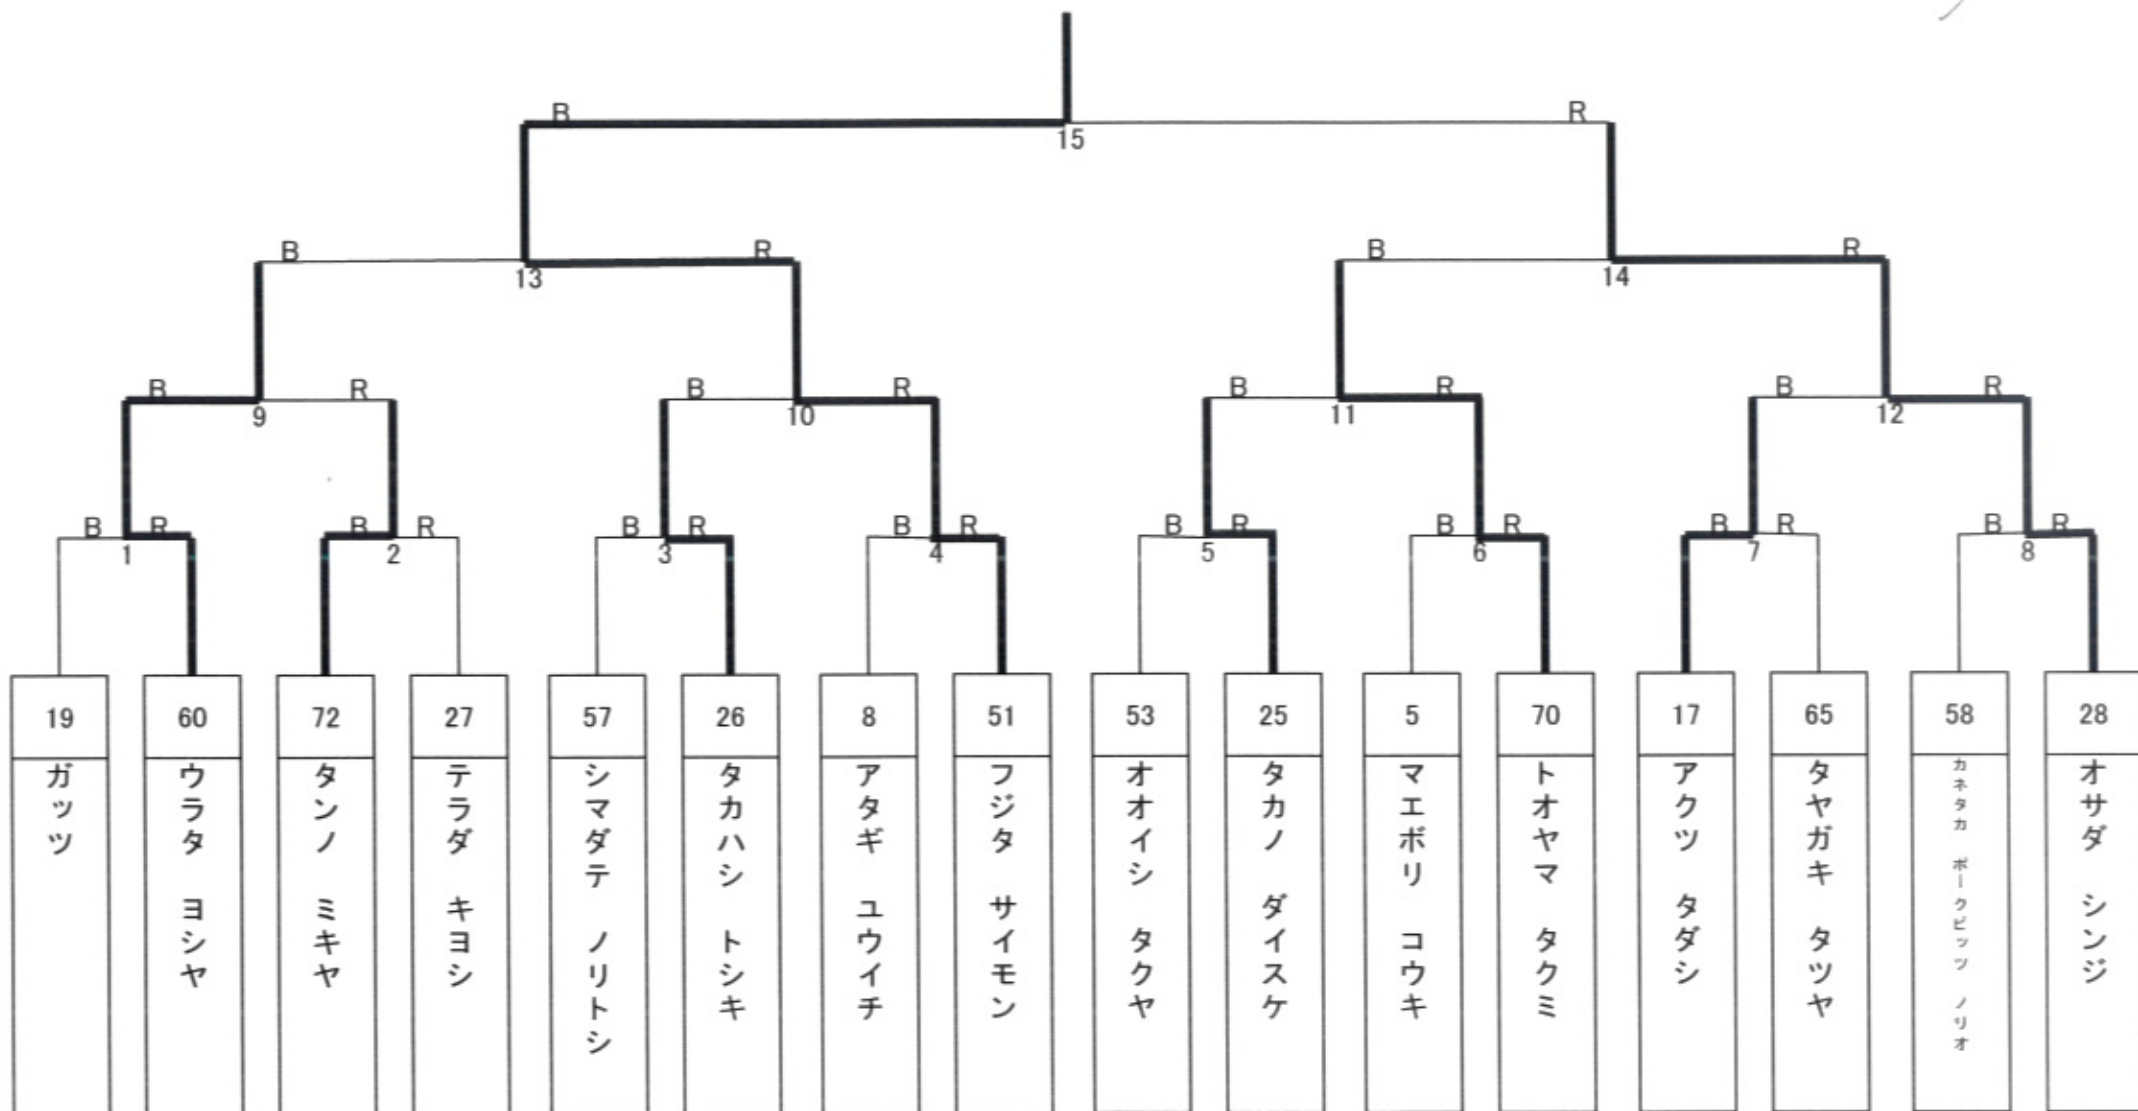 B R
15
B R B R
13 14
B R B R B R B R
9 10 11 12
B R B R B R B R B R B R B R B R
1 2 3 4 5 6 7 8
19 60 72 27 57 26 8 51 53 25 5 70 17 65 58 28
ガッツ
ウラタ ヨシヤ
タンノ ミキヤ
テラダ キヨシ
シマダテ ノリトシ
タカハシ トシキ
アタギ ユウイチ
フジタ サイモン
オオイシ タクヤ
タカノ ダイスケ
マエボリ コウキ
トオヤマ タクミ
アクツ タダシ
タヤガキ タツヤ
カネタカ ポークビッツ ノリオ
オサダ シンジ